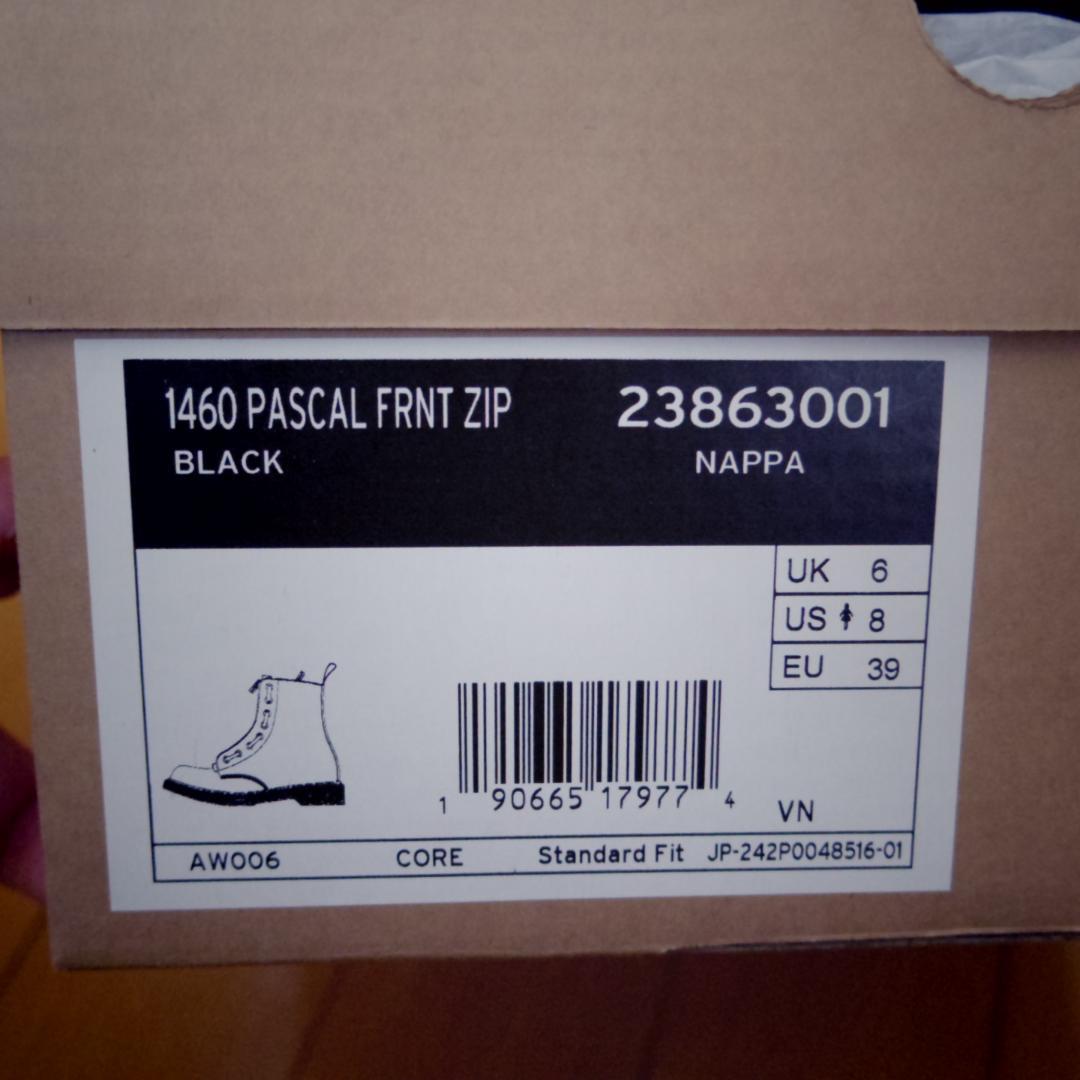 1460 PASCAL FRNT ZIP 23863001
BLACK NAPPA
UK 6
US 8
EU 39
1 90665 17977 4
VN
AW006 CORE Standard Fit JP-242P0048516-01